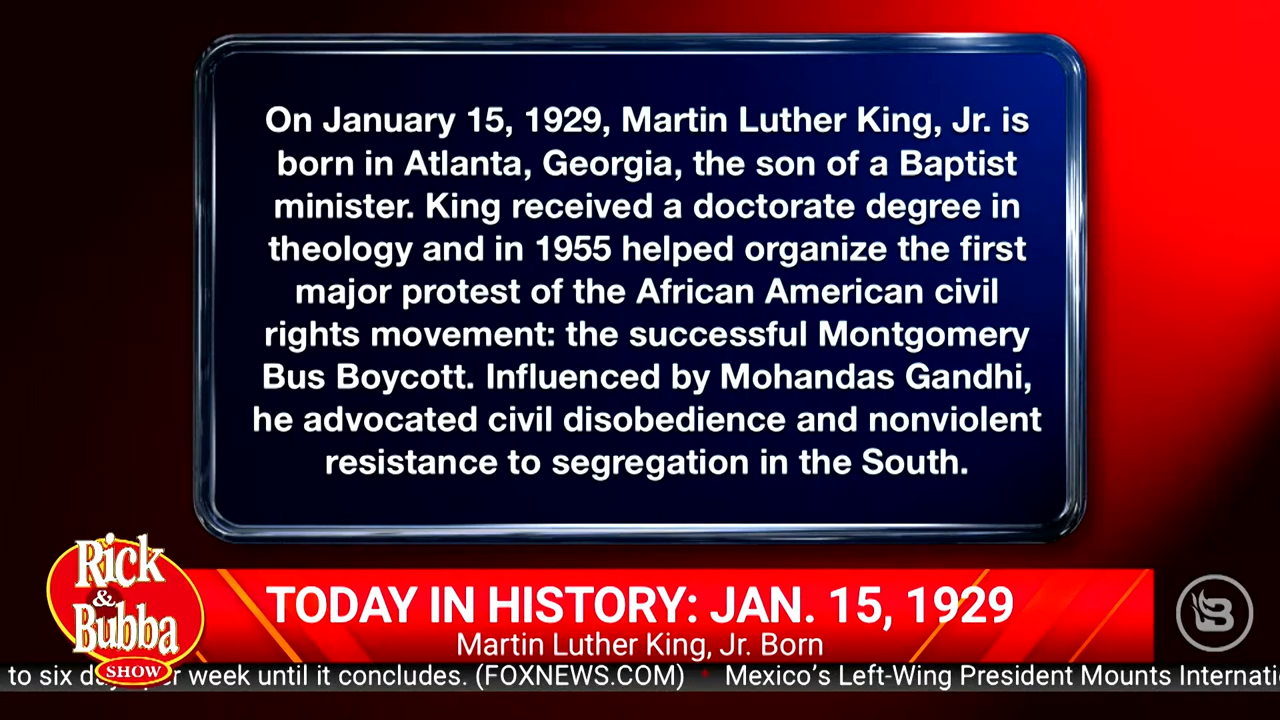 On January 15, 1929, Martin Luther King, Jr. is
born in Atlanta, Georgia, the son of a Baptist
minister. King received a doctorate degree in
theology and in 1955 helped organize the first
major protest of the African American civil
rights movement: the successful Montgomery
Bus Boycott. Influenced by Mohandas Gandhi,
he advocated civil disobedience and nonviolent
resistance to segregation in the South.
Rick
&
Bubba
SHOW
TODAY IN HISTORY: JAN. 15, 1929
Martin Luther King, Jr. Born
B
to six week until it concludes. (FOXNEWS.COM) Mexico's Left-Wing President Mounts